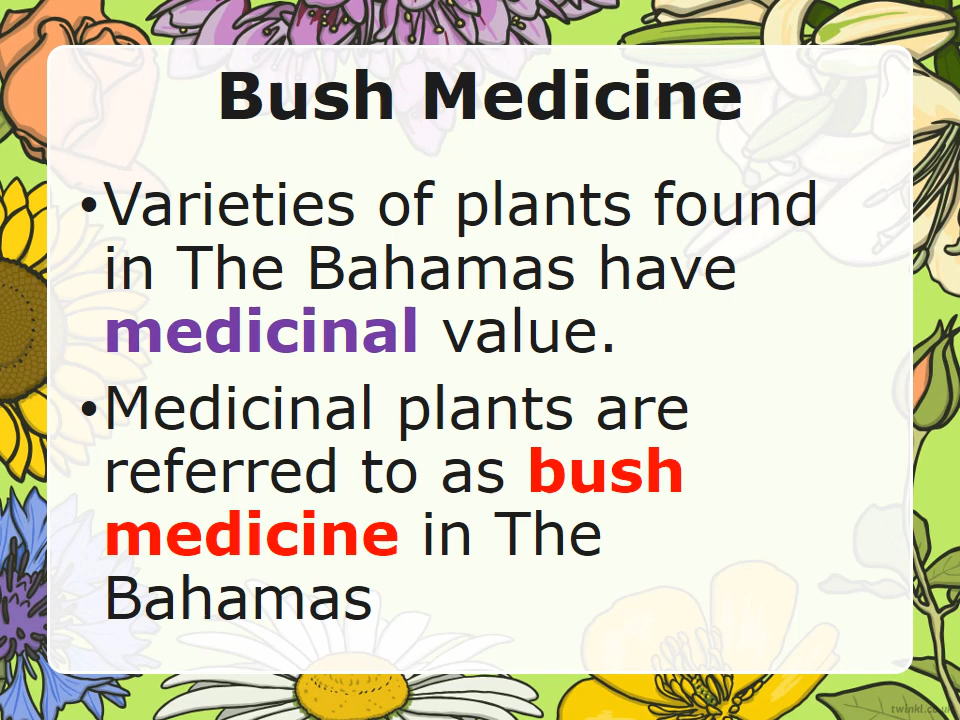 Bush Medicine
•Varieties of plants found
in The Bahamas have
medicinal value.
•Medicinal plants are
referred to as bush
medicine in The
Bahamas
twinkl.co.uk